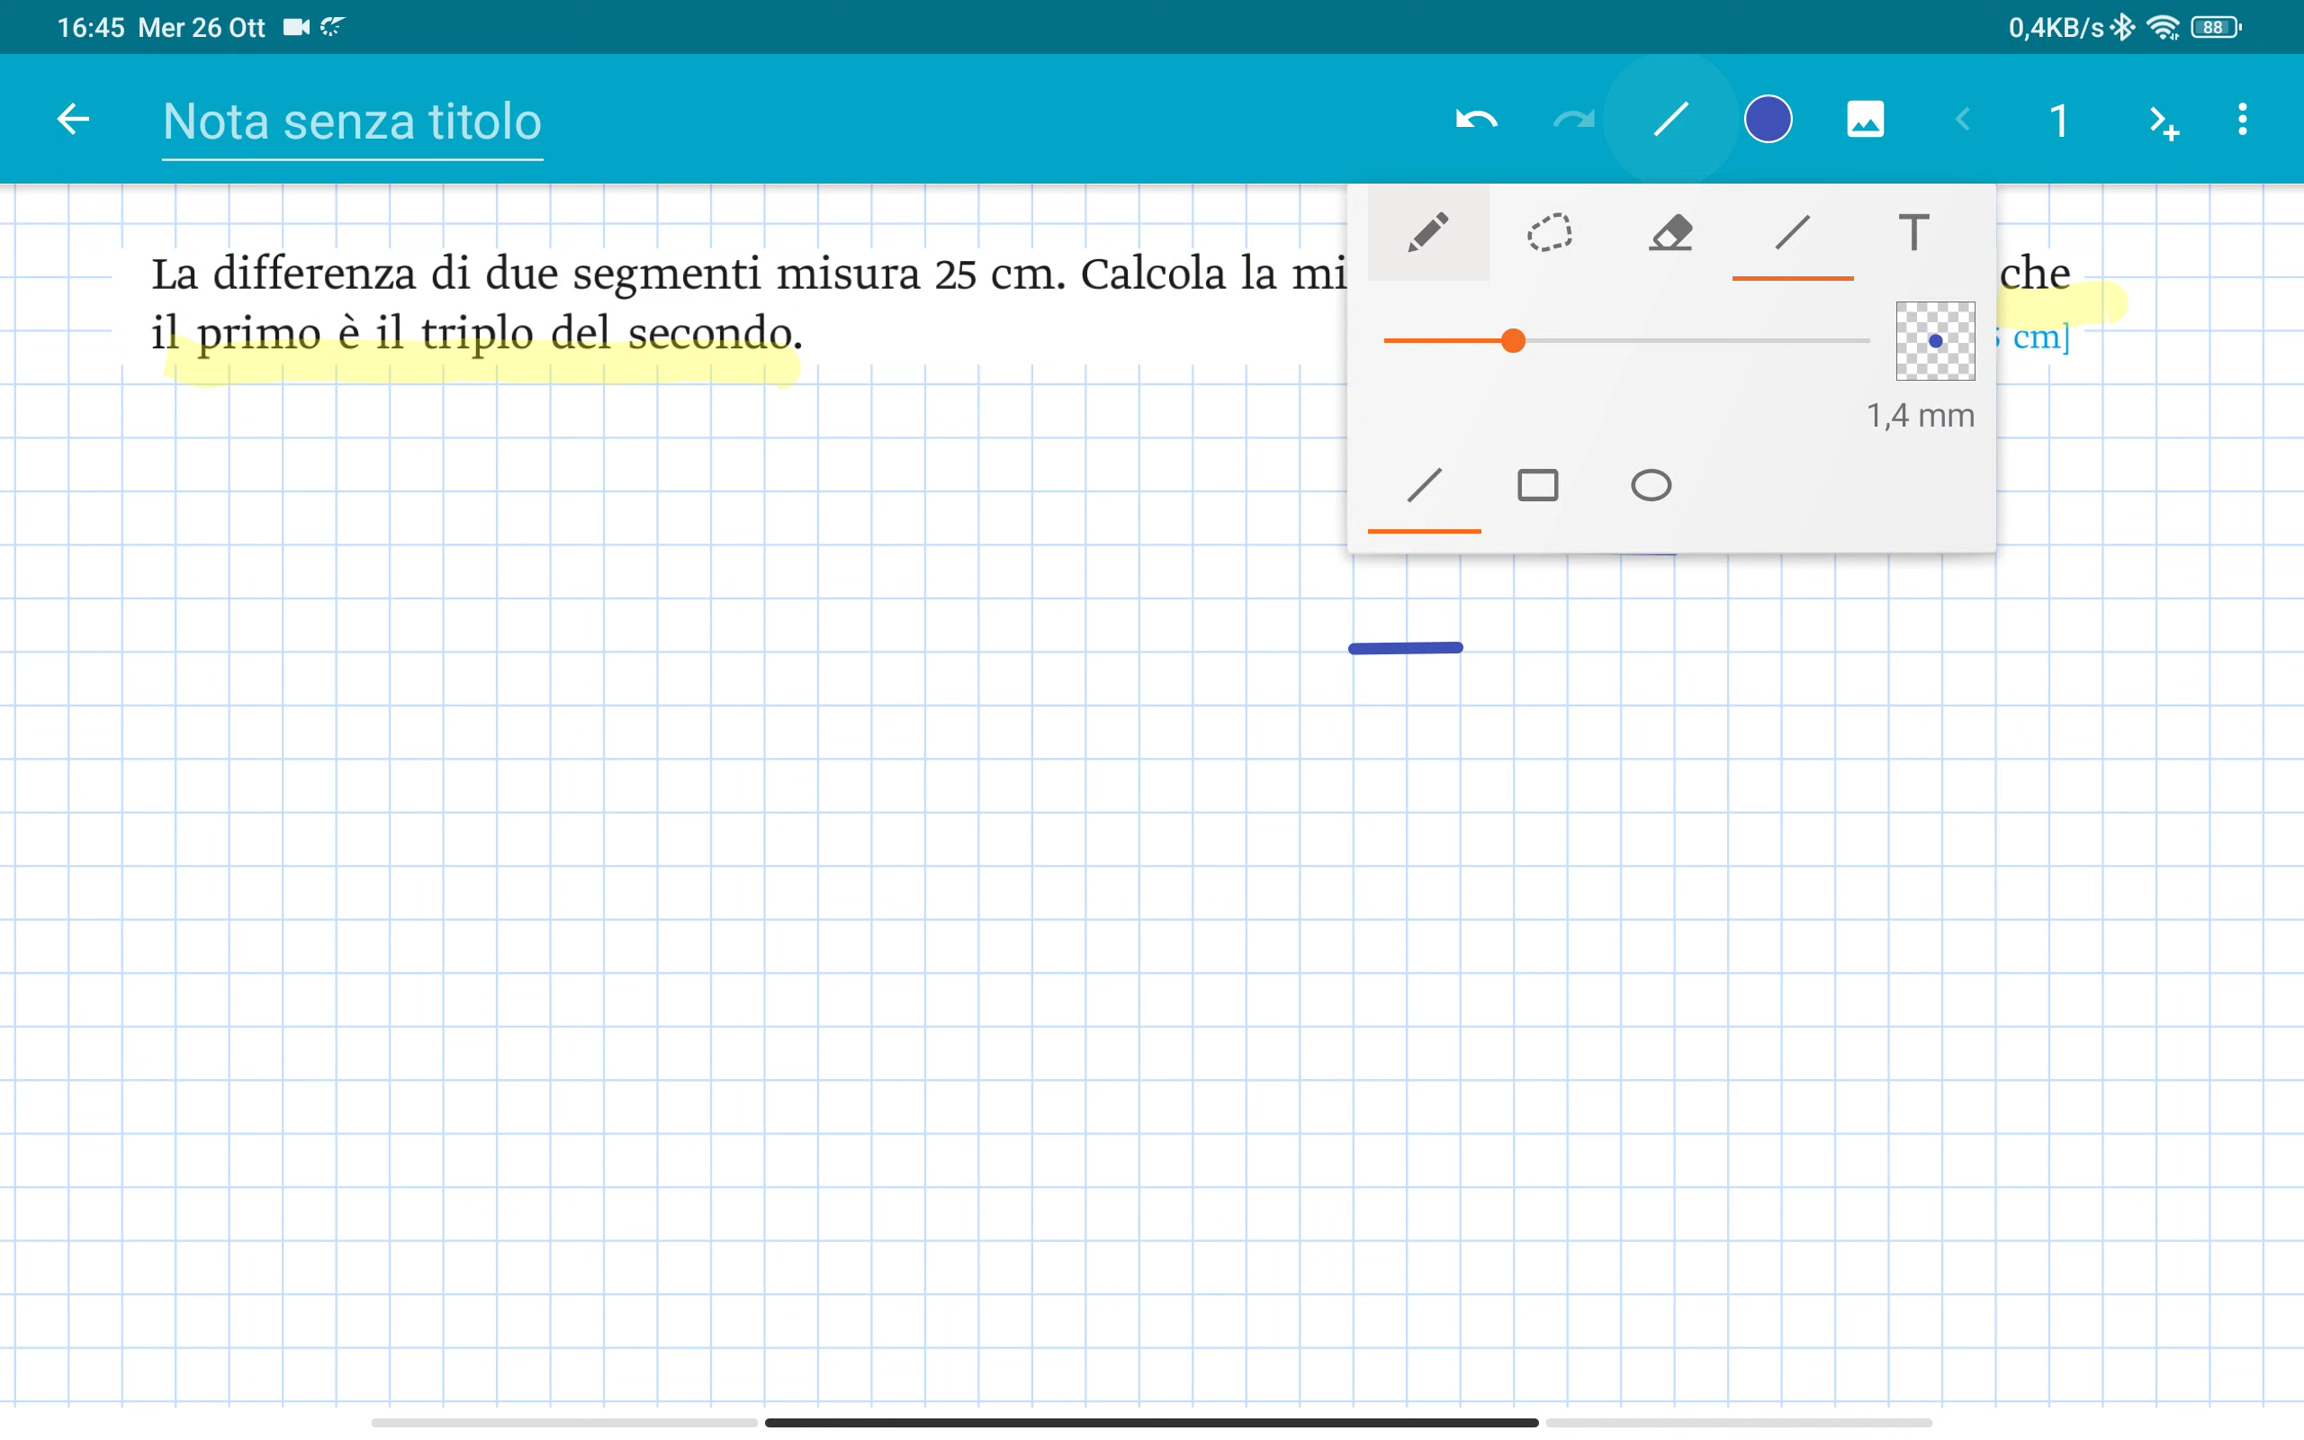 16:45 Mer 26 Ott 0,4KB/s 88
Nota senza titolo 1
La differenza di due segmenti misura 25 cm. Calcola la mi che
il primo è il triplo del secondo. cm]
T
1,4 mm